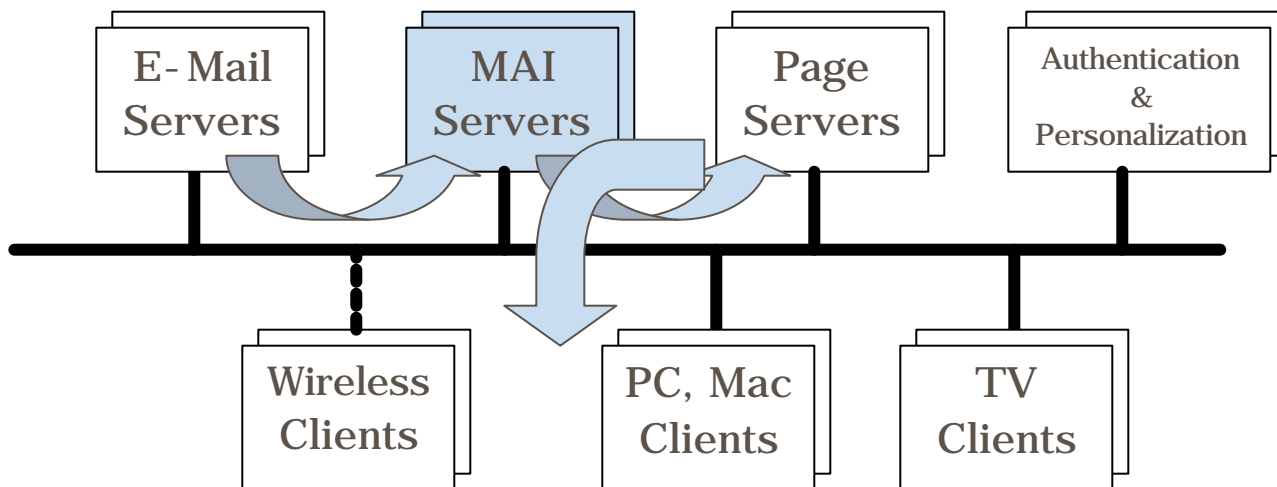 E-Mail
Servers
MAI
Servers
Page
Servers
Authentication
&
Personalization
Wireless
Clients
PC, Mac
Clients
TV
Clients